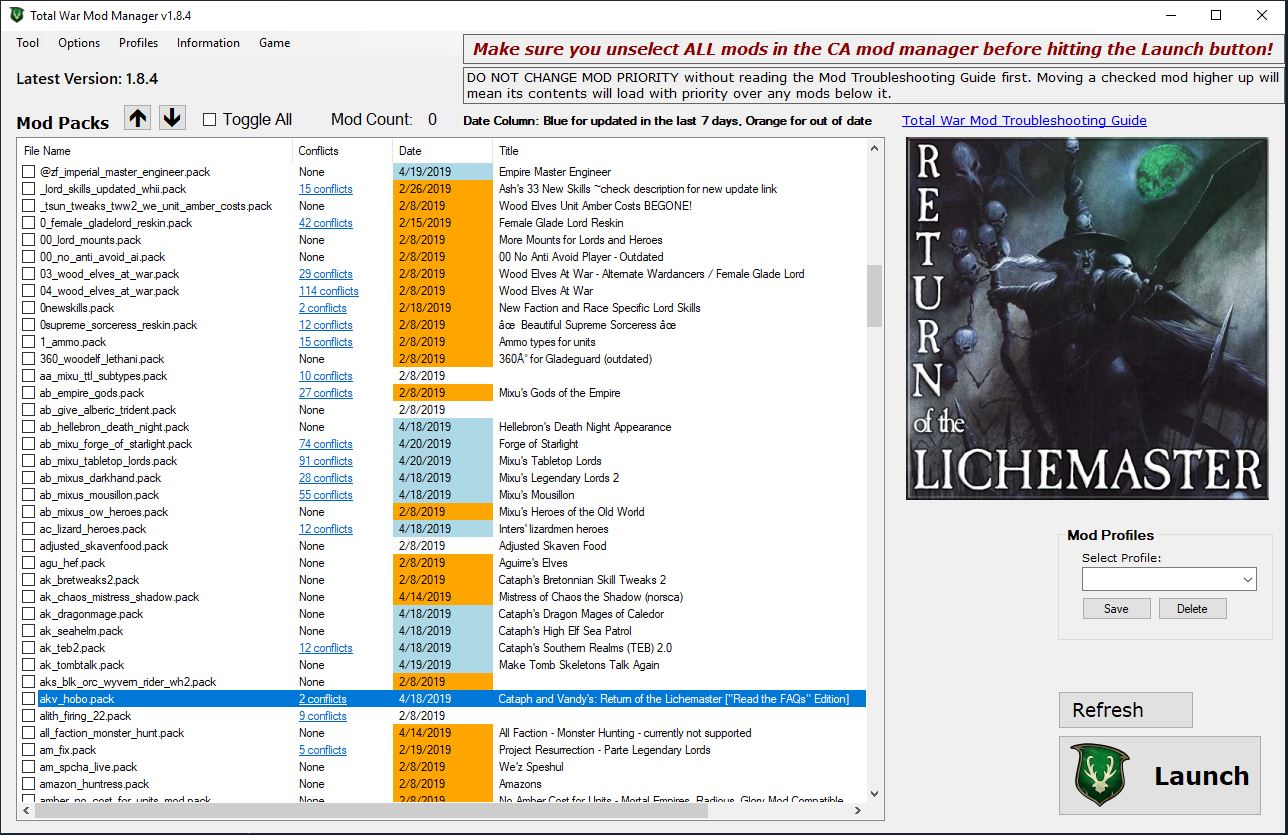 Total War Mod Manager v1.8.4
Tool Options Profiles Information Game
Make sure you unselect ALL mods in the CA mod manager before hitting the Launch button!
Latest Version: 1.8.4
DO NOT CHANGE MOD PRIORITY without reading the Mod Troubleshooting Guide first. Moving a checked mod higher up will
mean its contents will load with priority over any mods below it.
Mod Packs Toggle All Mod Count: 0 Date Column: Blue for updated in the last 7 days, Orange for out of date Total War Mod Troubleshooting Guide
File Name Conflicts Date Title
@zf_imperial_master_engineer.pack None 4/19/2019 Empire Master Engineer
_lord_skills_updated_whii.pack 15 conflicts 2/26/2019 Ash's 33 New Skills ~check description for new update link
_tsun_tweaks_tww2_we_unit_amber_costs.pack None 2/8/2019 Wood Elves Unit Amber Costs BEGONE!
0_female_gladelord_reskin.pack 42 conflicts 2/15/2019 Female Glade Lord Reskin
00_lord_mounts.pack None 2/8/2019 More Mounts for Lords and Heroes
00_no_anti_avoid_ai.pack None 2/8/2019 00 No Anti Avoid Player - Outdated
03_wood_elves_at_war.pack 29 conflicts 2/8/2019 Wood Elves At War - Alternate Wardancers / Female Glade Lord
04_wood_elves_at_war.pack 114 conflicts 2/8/2019 Wood Elves At War
0newskills.pack 2 conflicts 2/18/2019 New Faction and Race Specific Lord Skills
0supreme_sorceress_reskin.pack 12 conflicts 2/8/2019 âœ Beautiful Supreme Sorceress âœ
1_ammo.pack 15 conflicts 2/8/2019 Ammo types for units
360_woodelf_lethani.pack None 2/8/2019 360Â° for Gladeguard (outdated)
aa_mixu_ttl_subtypes.pack 10 conflicts 2/8/2019
ab_empire_gods.pack 27 conflicts 2/8/2019 Mixu's Gods of the Empire
ab_give_alberic_trident.pack None 2/8/2019
ab_hellebron_death_night.pack None 4/18/2019 Hellebron's Death Night Appearance
ab_mixu_forge_of_starlight.pack 74 conflicts 4/20/2019 Forge of Starlight
ab_mixu_tabletop_lords.pack 91 conflicts 4/20/2019 Mixu's Tabletop Lords
ab_mixus_darkhand.pack 28 conflicts 4/18/2019 Mixu's Legendary Lords 2
ab_mixus_mousillon.pack 55 conflicts 4/18/2019 Mixu's Mousillon
ab_mixus_ow_heroes.pack None 2/8/2019 Mixu's Heroes of the Old World
ac_lizard_heroes.pack 12 conflicts 4/18/2019 Inters' lizardmen heroes
adjusted_skavenfood.pack None 2/8/2019 Adjusted Skaven Food
agu_hef.pack None 2/8/2019 Aguirre's Elves
ak_bretweaks2.pack None 2/8/2019 Cataph's Bretonnian Skill Tweaks 2
ak_chaos_mistress_shadow.pack None 4/14/2019 Mistress of Chaos the Shadow (norsca)
ak_dragonmage.pack None 4/18/2019 Cataph's Dragon Mages of Caledor
ak_seahelm.pack None 4/18/2019 Cataph's High Elf Sea Patrol
ak_teb2.pack 12 conflicts 4/18/2019 Cataph's Southern Realms (TEB) 2.0
ak_tombtalk.pack None 4/19/2019 Make Tomb Skeletons Talk Again
aks_blk_orc_wyvern_rider_wh2.pack None 2/8/2019
akv_hobo.pack 2 conflicts 4/18/2019 Cataph and Vandy's: Return of the Lichemaster ["Read the FAQs" Edition]
alith_firing_22.pack 9 conflicts 2/8/2019
all_faction_monster_hunt.pack None 4/14/2019 All Faction - Monster Hunting - currently not supported
am_fix.pack 5 conflicts 2/19/2019 Project Resurrection - Parte Legendary Lords
am_spcha_live.pack None 2/8/2019 We'z Speshul
amazon_huntress.pack None 2/8/2019 Amazons
amber_no_cost_for_units_mod.pack None 2/8/2019 No Amber Cost for Units - Mortal Empires, Radious, Glory Mod Compatible
RETURN
of the
LICHEMASTER
Mod Profiles
Select Profile:
Save Delete
Refresh
Launch